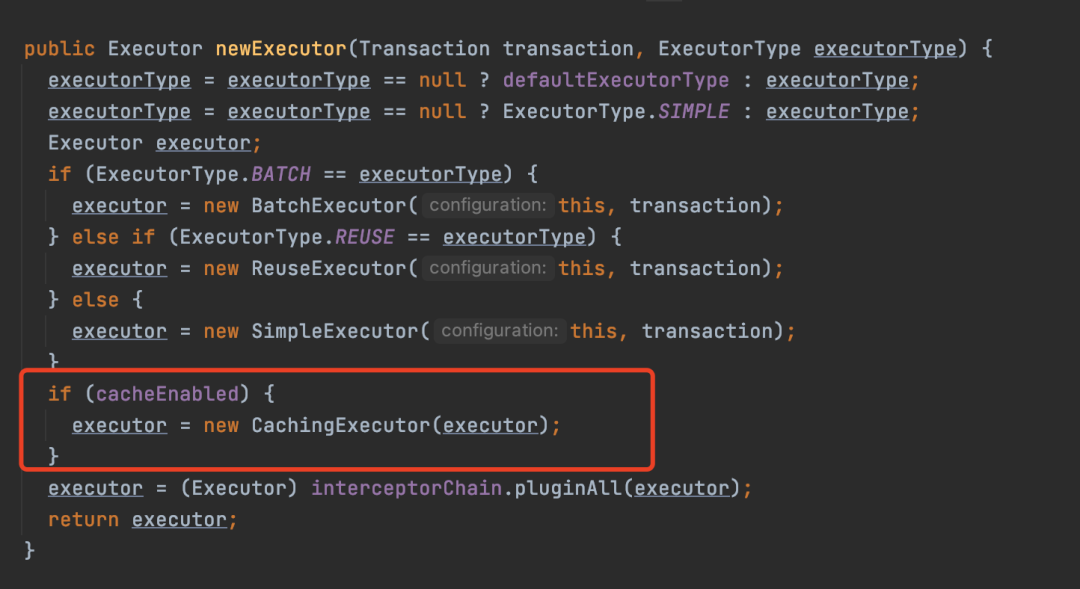 public Executor newExecutor(Transaction transaction, ExecutorType executorType) {
executorType = executorType == null ? defaultExecutorType : executorType;
executorType = executorType == null ? ExecutorType.SIMPLE : executorType;
Executor executor;
if (ExecutorType.BATCH == executorType) {
executor = new BatchExecutor( configuration: this, transaction);
} else if (ExecutorType.REUSE == executorType) {
executor = new ReuseExecutor( configuration: this, transaction);
} else {
executor = new SimpleExecutor( configuration: this, transaction);
}
if (cacheEnabled) {
executor = new CachingExecutor(executor);
}
executor = (Executor) interceptorChain.pluginAll(executor);
return executor;
}